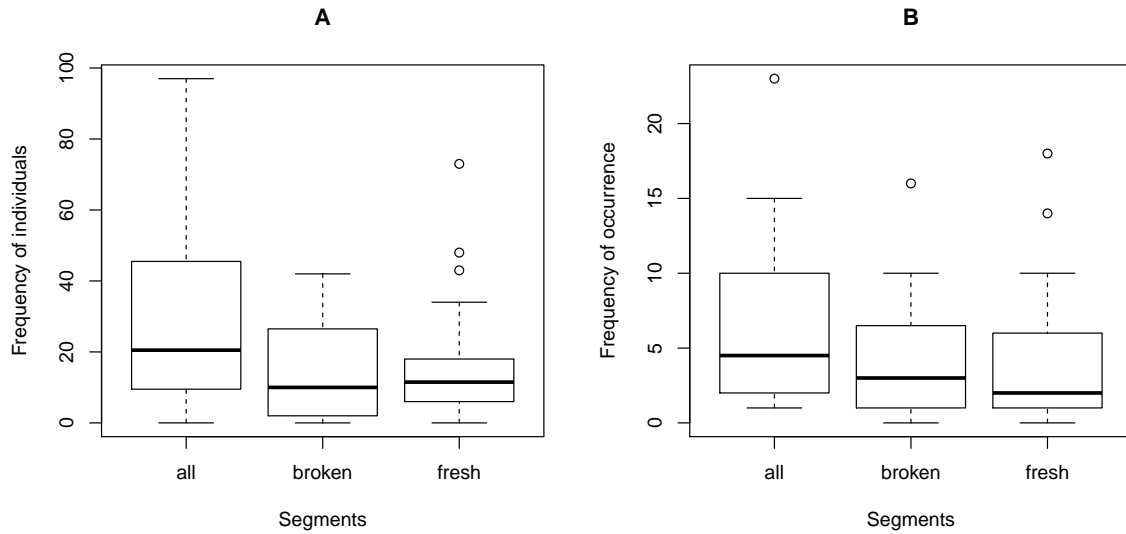 A
Frequency of individuals
100
80
60
40
20
0
all broken fresh
Segments
B
Frequency of occurrence
20
15
10
5
0
all broken fresh
Segments